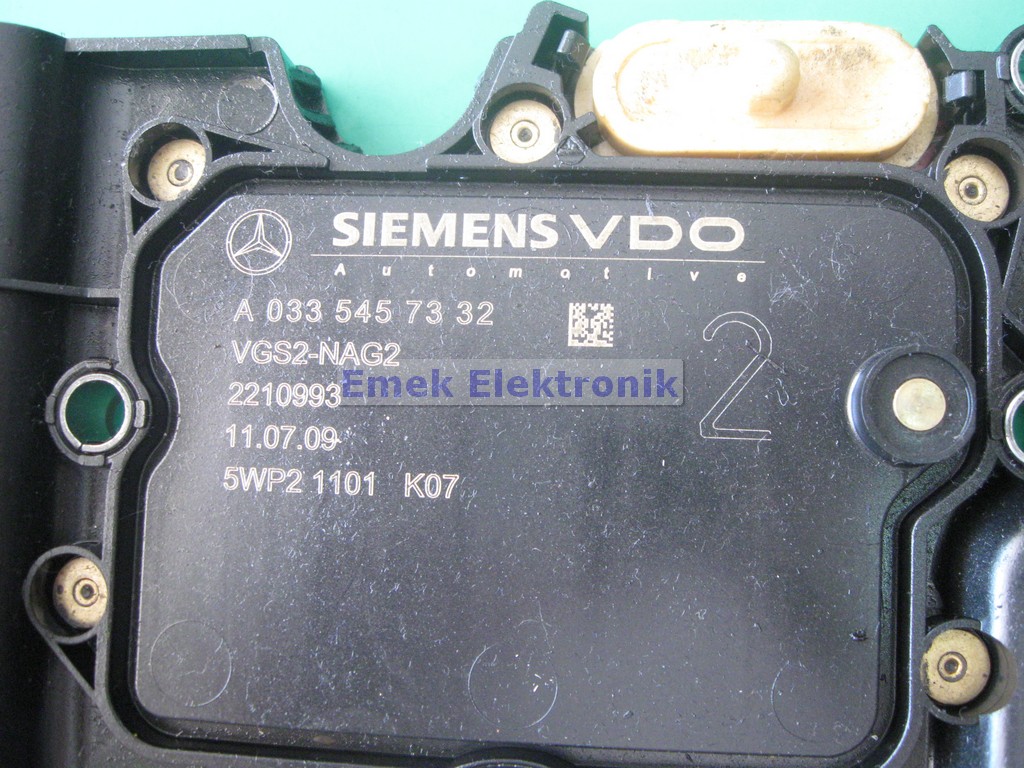 SIEMENS VDO
Automotive
A 033 545 73 32
VGS2-NAG2
2210993
Emek Elektronik
11.07.09
5WP2 1101 K07
2